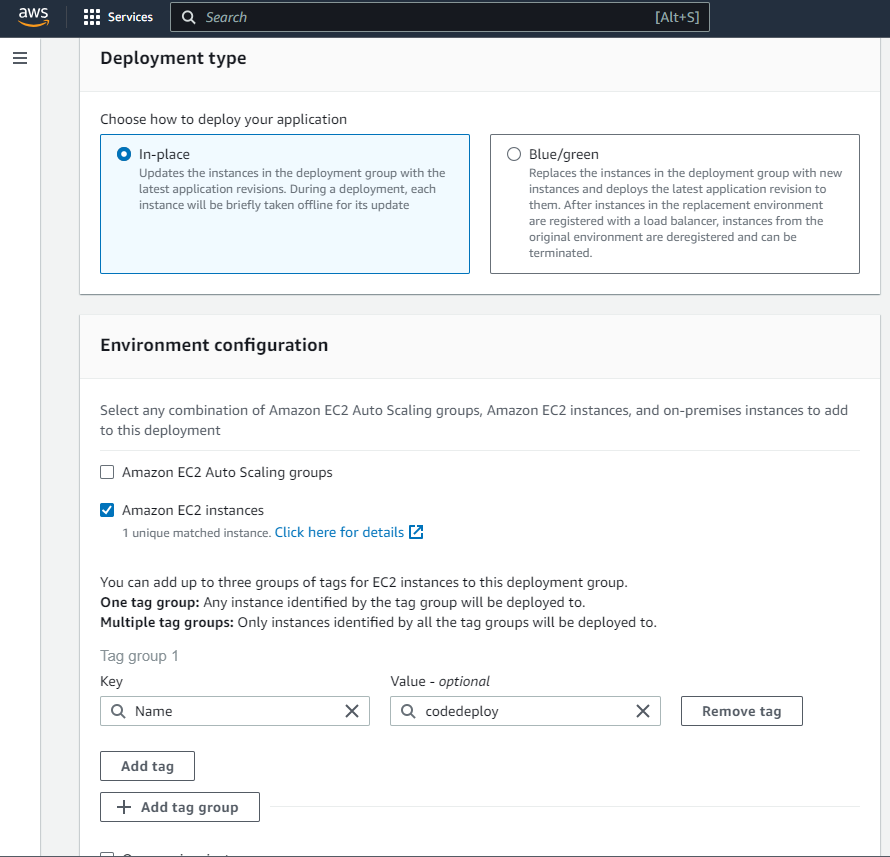 aws
Services
Search
[Alt+S]
Deployment type
Choose how to deploy your application
In-place
Updates the instances in the deployment group with the
latest application revisions. During a deployment, each
instance will be briefly taken offline for its update
Blue/green
Replaces the instances in the deployment group with new
instances and deploys the latest application revision to
them. After instances in the replacement environment
are registered with a load balancer, instances from the
original environment are deregistered and can be
terminated.
Environment configuration
Select any combination of Amazon EC2 Auto Scaling groups, Amazon EC2 instances, and on-premises instances to add
to this deployment
Amazon EC2 Auto Scaling groups
Amazon EC2 instances
1 unique matched instance. Click here for details
You can add up to three groups of tags for EC2 instances to this deployment group.
One tag group: Any instance identified by the tag group will be deployed to.
Multiple tag groups: Only instances identified by all the tag groups will be deployed to.
Tag group 1
Key
Value - optional
Name
codedeploy
Remove tag
Add tag
Add tag group